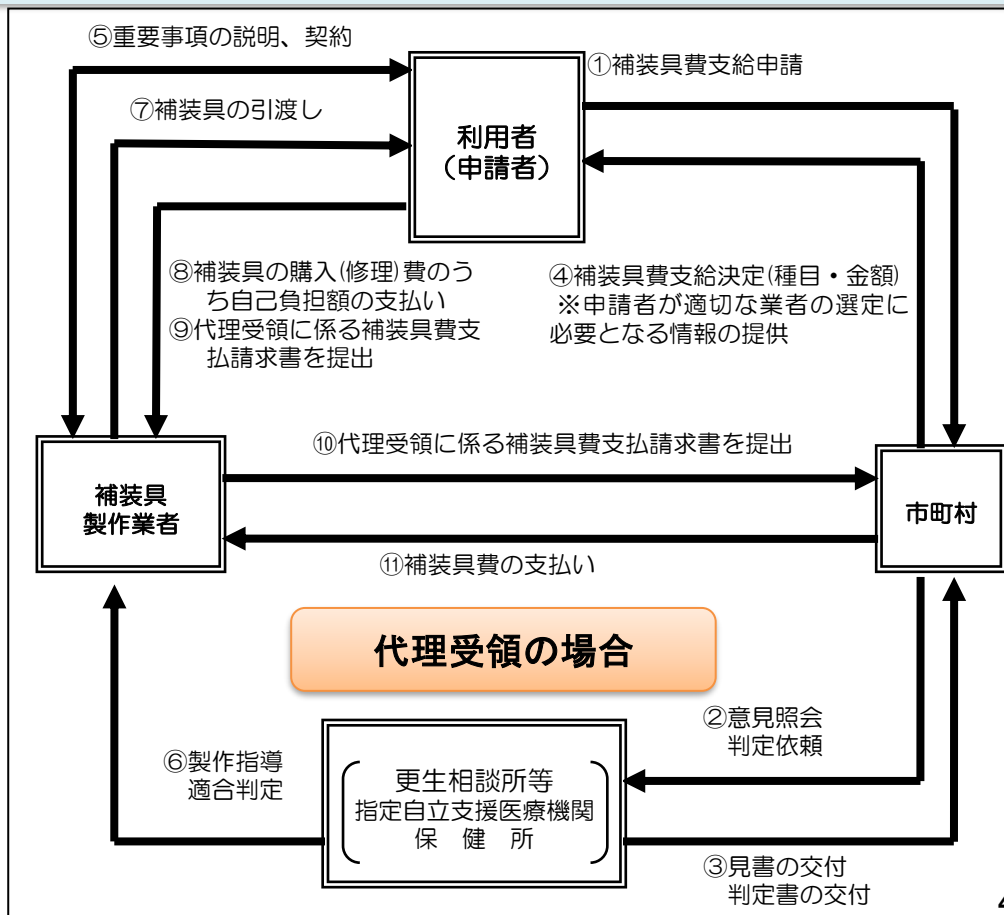 ⑤重要事項の説明、契約
①補装具費支給申請
⑦補装具の引渡し
利用者
（申請者）
⑧補装具の購入(修理)費のう
ち自己負担額の支払い
⑨代理受領に係る補装具費支
払請求書を提出
④補装具費支給決定(種目・金額)
※申請者が適切な業者の選定に
必要となる情報の提供
⑩代理受領に係る補装具費支払請求書を提出
補装具
製作業者
市町村
⑪補装具費の支払い
代理受領の場合
②意見照会
判定依頼
⑥製作指導
適合判定
更生相談所等
指定自立支援医療機関
保　健　所
③見書の交付
判定書の交付